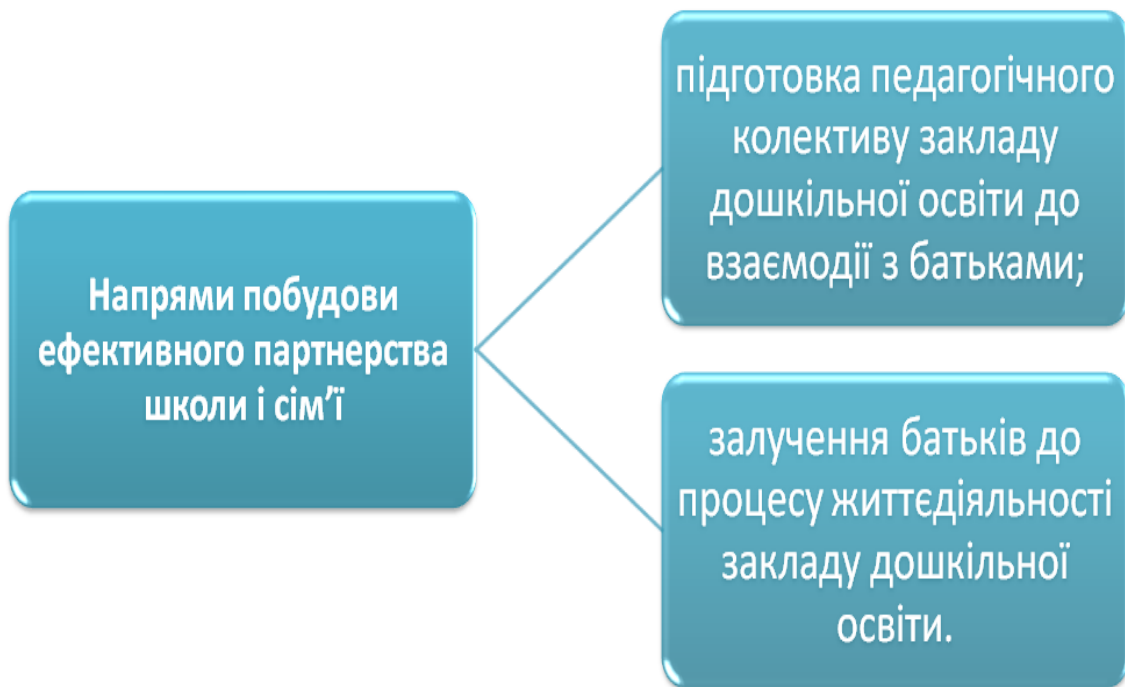 Напрями побудови
ефективного партнерства
школи і сім’ї
підготовка педагогічного
колективу закладу
дошкільної освіти до
взаємодії з батьками;
залучення батьків до
процесу життєдіяльності
закладу дошкільної
освіти.